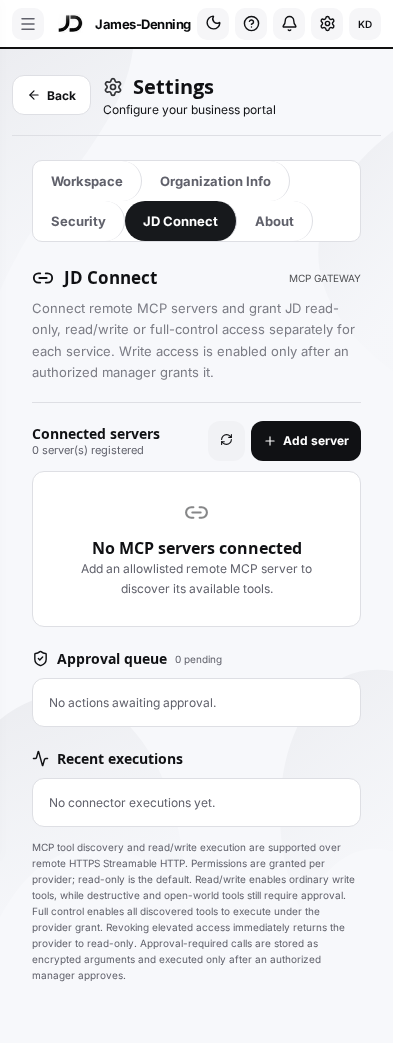 JD James-Denning KD
Back
Settings
Configure your business portal
Workspace Organization Info
Security JD Connect About
JD Connect MCP GATEWAY
Connect remote MCP servers and grant JD read-
only, read/write or full-control access separately for
each service. Write access is enabled only after an
authorized manager grants it.
Connected servers
0 server(s) registered
Add server
No MCP servers connected
Add an allowlisted remote MCP server to
discover its available tools.
Approval queue 0 pending
No actions awaiting approval.
Recent executions
No connector executions yet.
MCP tool discovery and read/write execution are supported over
remote HTTPS Streamable HTTP. Permissions are granted per
provider; read-only is the default. Read/write enables ordinary write
tools, while destructive and open-world tools still require approval.
Full control enables all discovered tools to execute under the
provider grant. Revoking elevated access immediately returns the
provider to read-only. Approval-required calls are stored as
encrypted arguments and executed only after an authorized
manager approves.